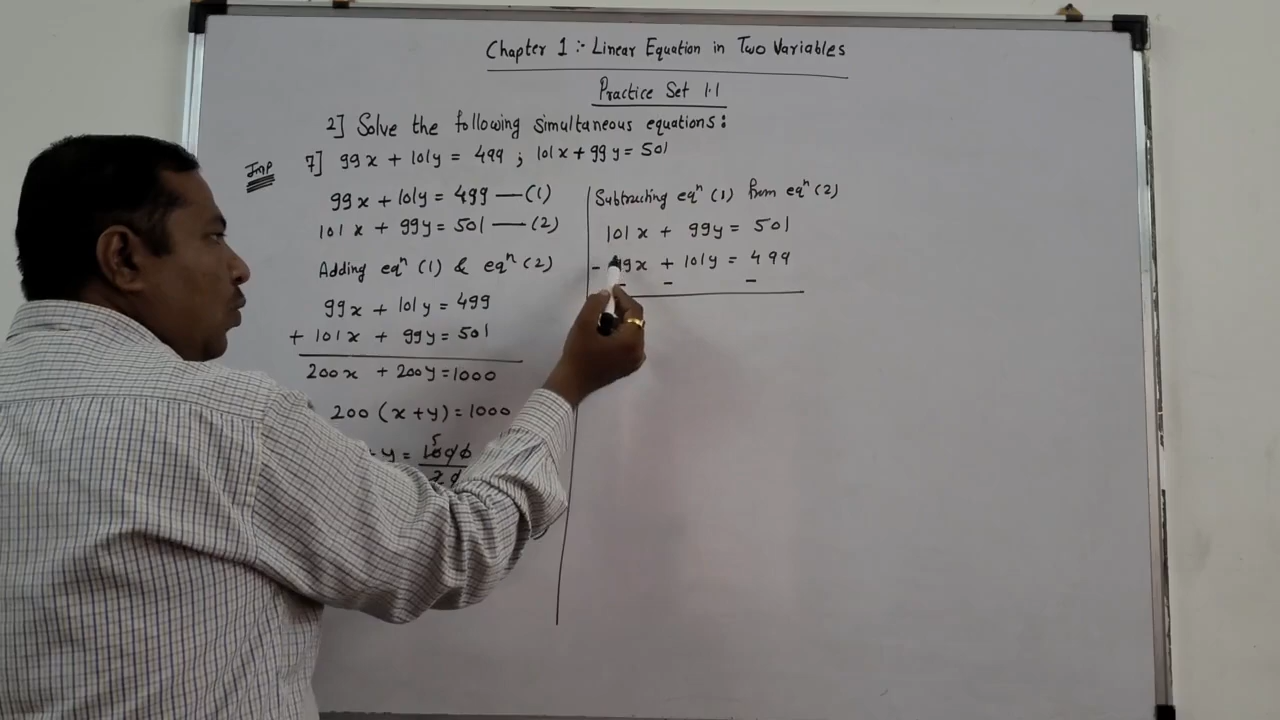 Chapter 1 :- Linear Equation in Two Variables
Practice Set 1.1
2] Solve the following simultaneous equations:
Imp 7] 99x + 101y = 499 ; 101x + 99y = 501
99x + 101y = 499 — (1)
101x + 99y = 501 — (2)
Adding eqⁿ (1) & eqⁿ (2)
99x + 101y = 499
+ 101x + 99y = 501
200x + 200y = 1000
200 (x + y) = 1000
y =
5
Subtracting eqⁿ (1) from eqⁿ (2)
101x + 99y = 501
- 99x + 101y = 499
- - -